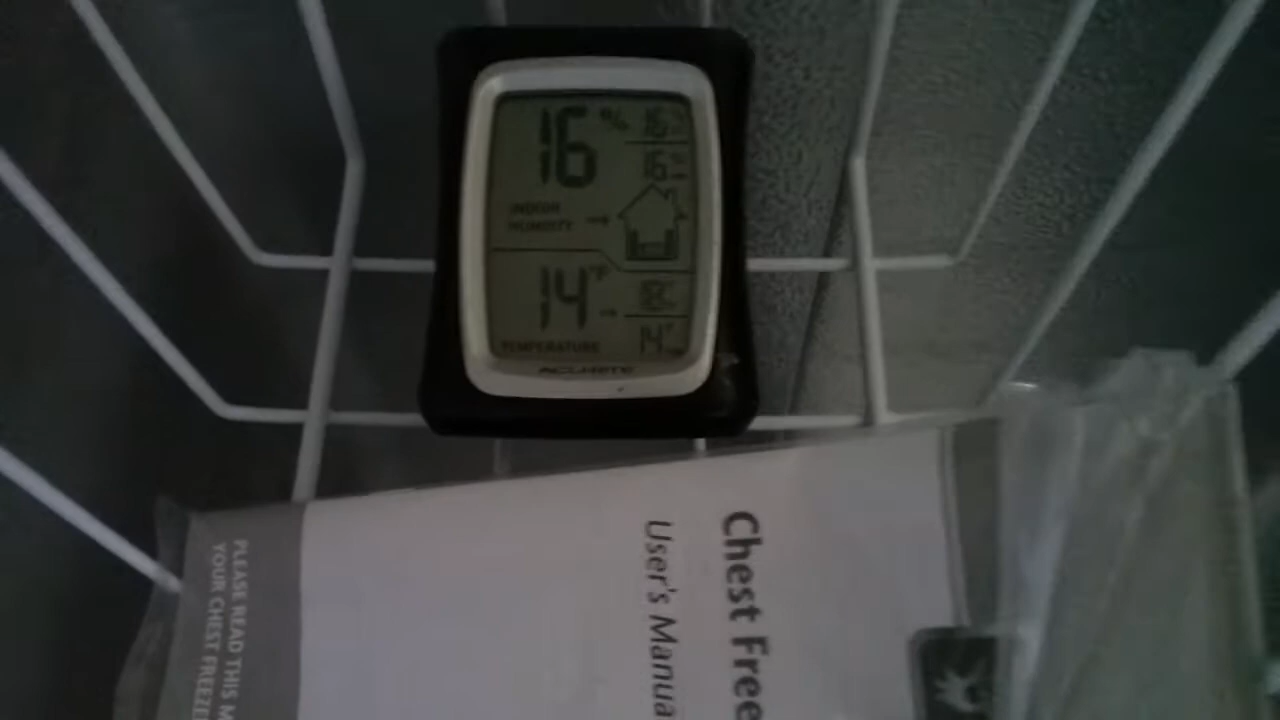 16 %
16
16
INDOOR
HUMIDITY →
14 °F →
14 °F
TEMPERATURE
ACURITE
Chest Free
User's Manua
PLEASE READ THIS M
YOUR CHEST FREEZE